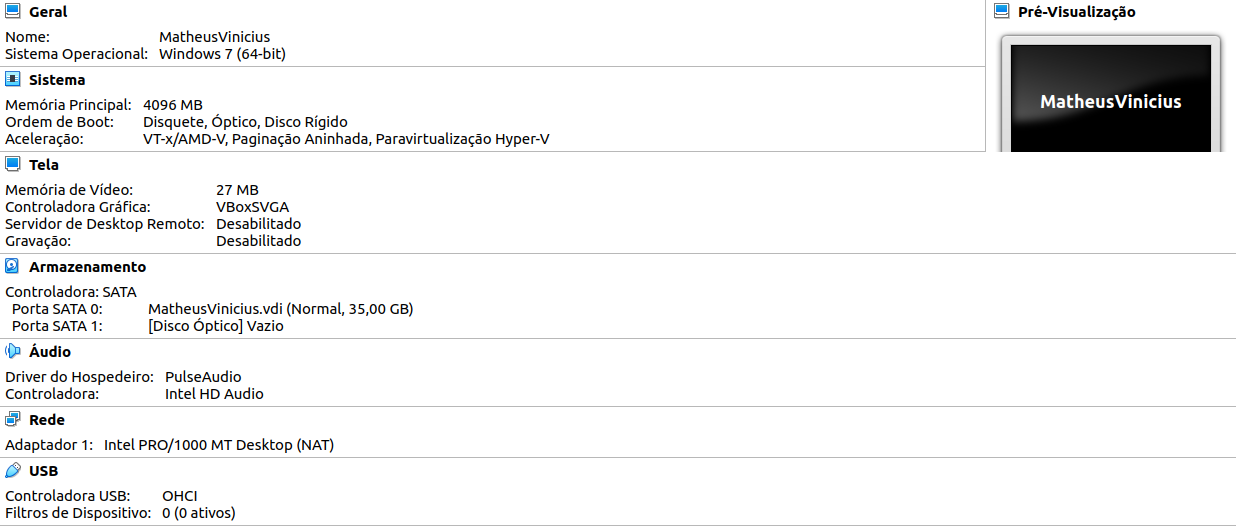 Geral
Nome: MatheusVinicius
Sistema Operacional: Windows 7 (64-bit)
Pré-Visualização
MatheusVinicius
Sistema
Memória Principal: 4096 MB
Ordem de Boot: Disquete, Óptico, Disco Rígido
Aceleração: VT-x/AMD-V, Paginação Aninhada, Paravirtualização Hyper-V
Tela
Memória de Vídeo: 27 MB
Controladora Gráfica: VBoxSVGA
Servidor de Desktop Remoto: Desabilitado
Gravação: Desabilitado
Armazenamento
Controladora: SATA
Porta SATA 0: MatheusVinicius.vdi (Normal, 35,00 GB)
Porta SATA 1: [Disco Óptico] Vazio
Áudio
Driver do Hospedeiro: PulseAudio
Controladora: Intel HD Audio
Rede
Adaptador 1: Intel PRO/1000 MT Desktop (NAT)
USB
Controladora USB: OHCI
Filtros de Dispositivo: 0 (0 ativos)